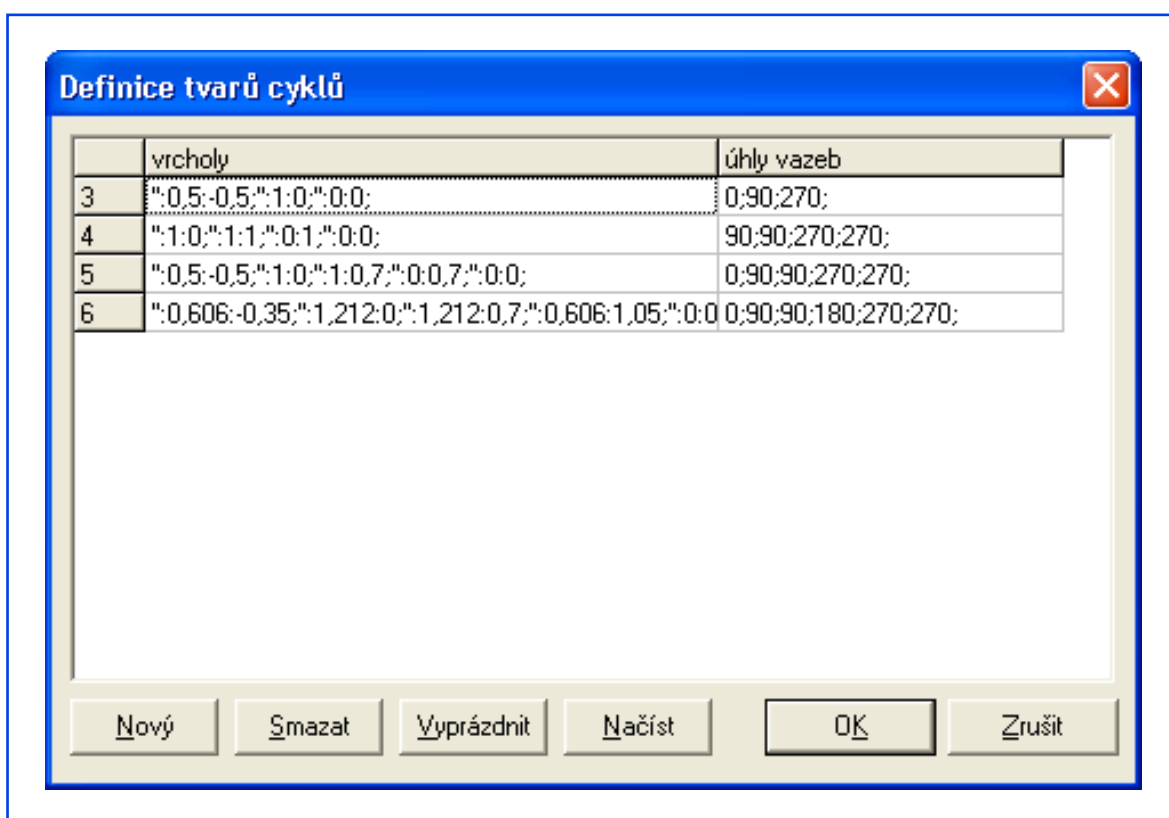 Definice tvarů cyklů
vrcholy úhly vazeb
3 ":0,5:-0,5;":1:0;":0:0; 0;90;270;
4 ":1:0;":1:1;":0:1;":0:0; 90;90;270;270;
5 ":0,5:-0,5;":1:0;":1:0,7;":0:0,7;":0:0; 0;90;90;270;270;
6 ":0,606:-0,35;":1,212:0;":1,212:0,7;":0,606:1,05;":0:0 0;90;90;180;270;270;
Nový Smazat Vyprázdnit Načíst OK Zrušit